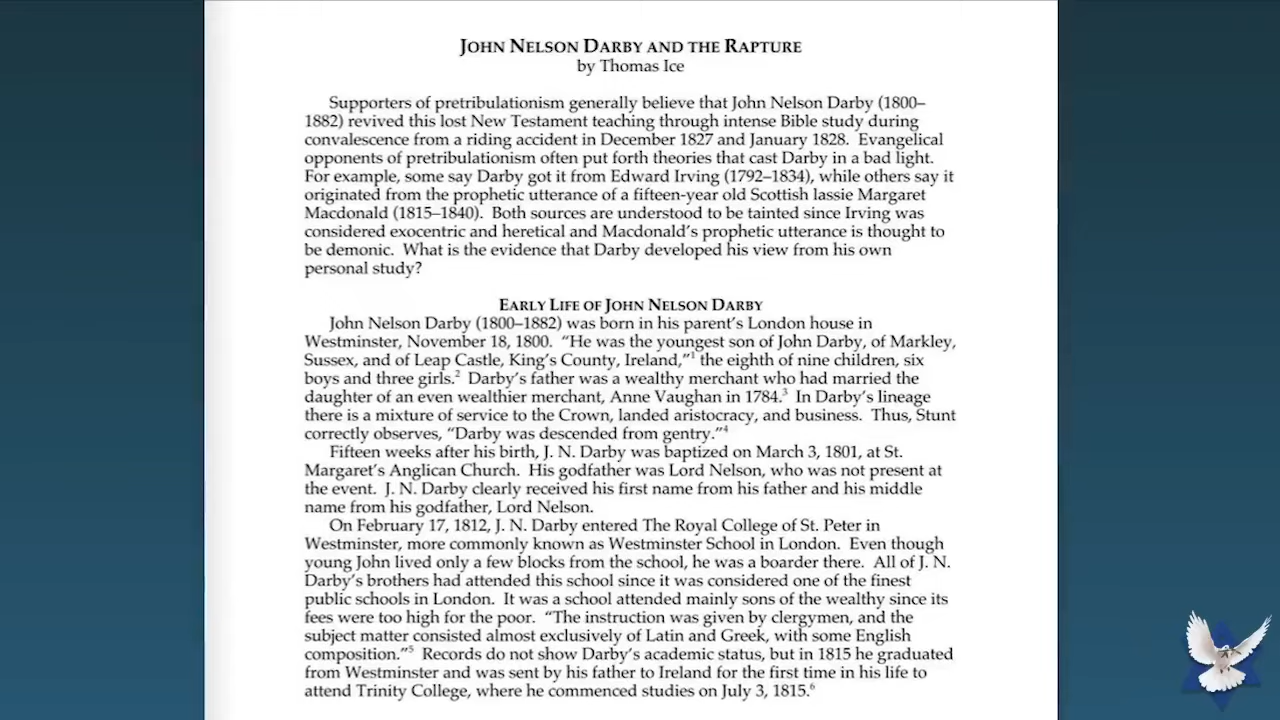 JOHN NELSON DARBY AND THE RAPTURE
by Thomas Ice
Supporters of pretribulationism generally believe that John Nelson Darby (1800–
1882) revived this lost New Testament teaching through intense Bible study during
convalescence from a riding accident in December 1827 and January 1828. Evangelical
opponents of pretribulationism often put forth theories that cast Darby in a bad light.
For example, some say Darby got it from Edward Irving (1792–1834), while others say it
originated from the prophetic utterance of a fifteen-year old Scottish lassie Margaret
Macdonald (1815–1840). Both sources are understood to be tainted since Irving was
considered exocentric and heretical and Macdonald's prophetic utterance is thought to
be demonic. What is the evidence that Darby developed his view from his own
personal study?
EARLY LIFE OF JOHN NELSON DARBY
John Nelson Darby (1800–1882) was born in his parent's London house in
Westminster, November 18, 1800. "He was the youngest son of John Darby, of Markley,
Sussex, and of Leap Castle, King's County, Ireland,"¹ the eighth of nine children, six
boys and three girls.² Darby's father was a wealthy merchant who had married the
daughter of an even wealthier merchant, Anne Vaughan in 1784.³ In Darby's lineage
there is a mixture of service to the Crown, landed aristocracy, and business. Thus, Stunt
correctly observes, "Darby was descended from gentry."⁴
Fifteen weeks after his birth, J. N. Darby was baptized on March 3, 1801, at St.
Margaret's Anglican Church. His godfather was Lord Nelson, who was not present at
the event. J. N. Darby clearly received his first name from his father and his middle
name from his godfather, Lord Nelson.
On February 17, 1812, J. N. Darby entered The Royal College of St. Peter in
Westminster, more commonly known as Westminster School in London. Even though
young John lived only a few blocks from the school, he was a boarder there. All of J. N.
Darby's brothers had attended this school since it was considered one of the finest
public schools in London. It was a school attended mainly sons of the wealthy since its
fees were too high for the poor. "The instruction was given by clergymen, and the
subject matter consisted almost exclusively of Latin and Greek, with some English
composition."⁵ Records do not show Darby's academic status, but in 1815 he graduated
from Westminster and was sent by his father to Ireland for the first time in his life to
attend Trinity College, where he commenced studies on July 3, 1815.⁶